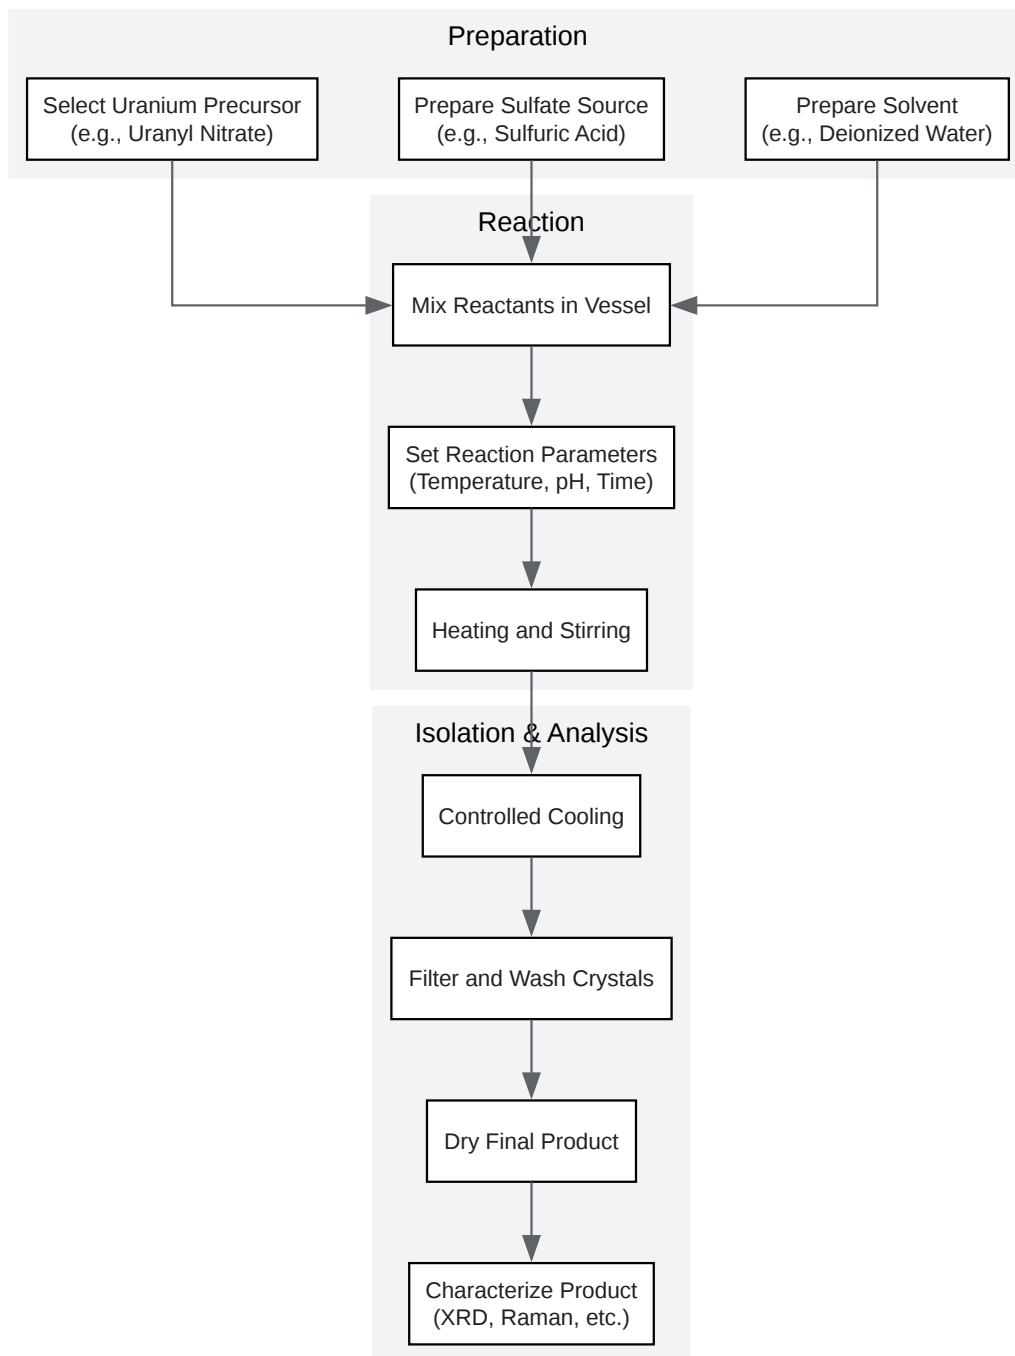 Preparation
Select Uranium Precursor
(e.g., Uranyl Nitrate)
Prepare Sulfate Source
(e.g., Sulfuric Acid)
Prepare Solvent
(e.g., Deionized Water)
Reaction
Mix Reactants in Vessel
Set Reaction Parameters
(Temperature, pH, Time)
Heating and Stirring
Isolation & Analysis
Controlled Cooling
Filter and Wash Crystals
Dry Final Product
Characterize Product
(XRD, Raman, etc.)